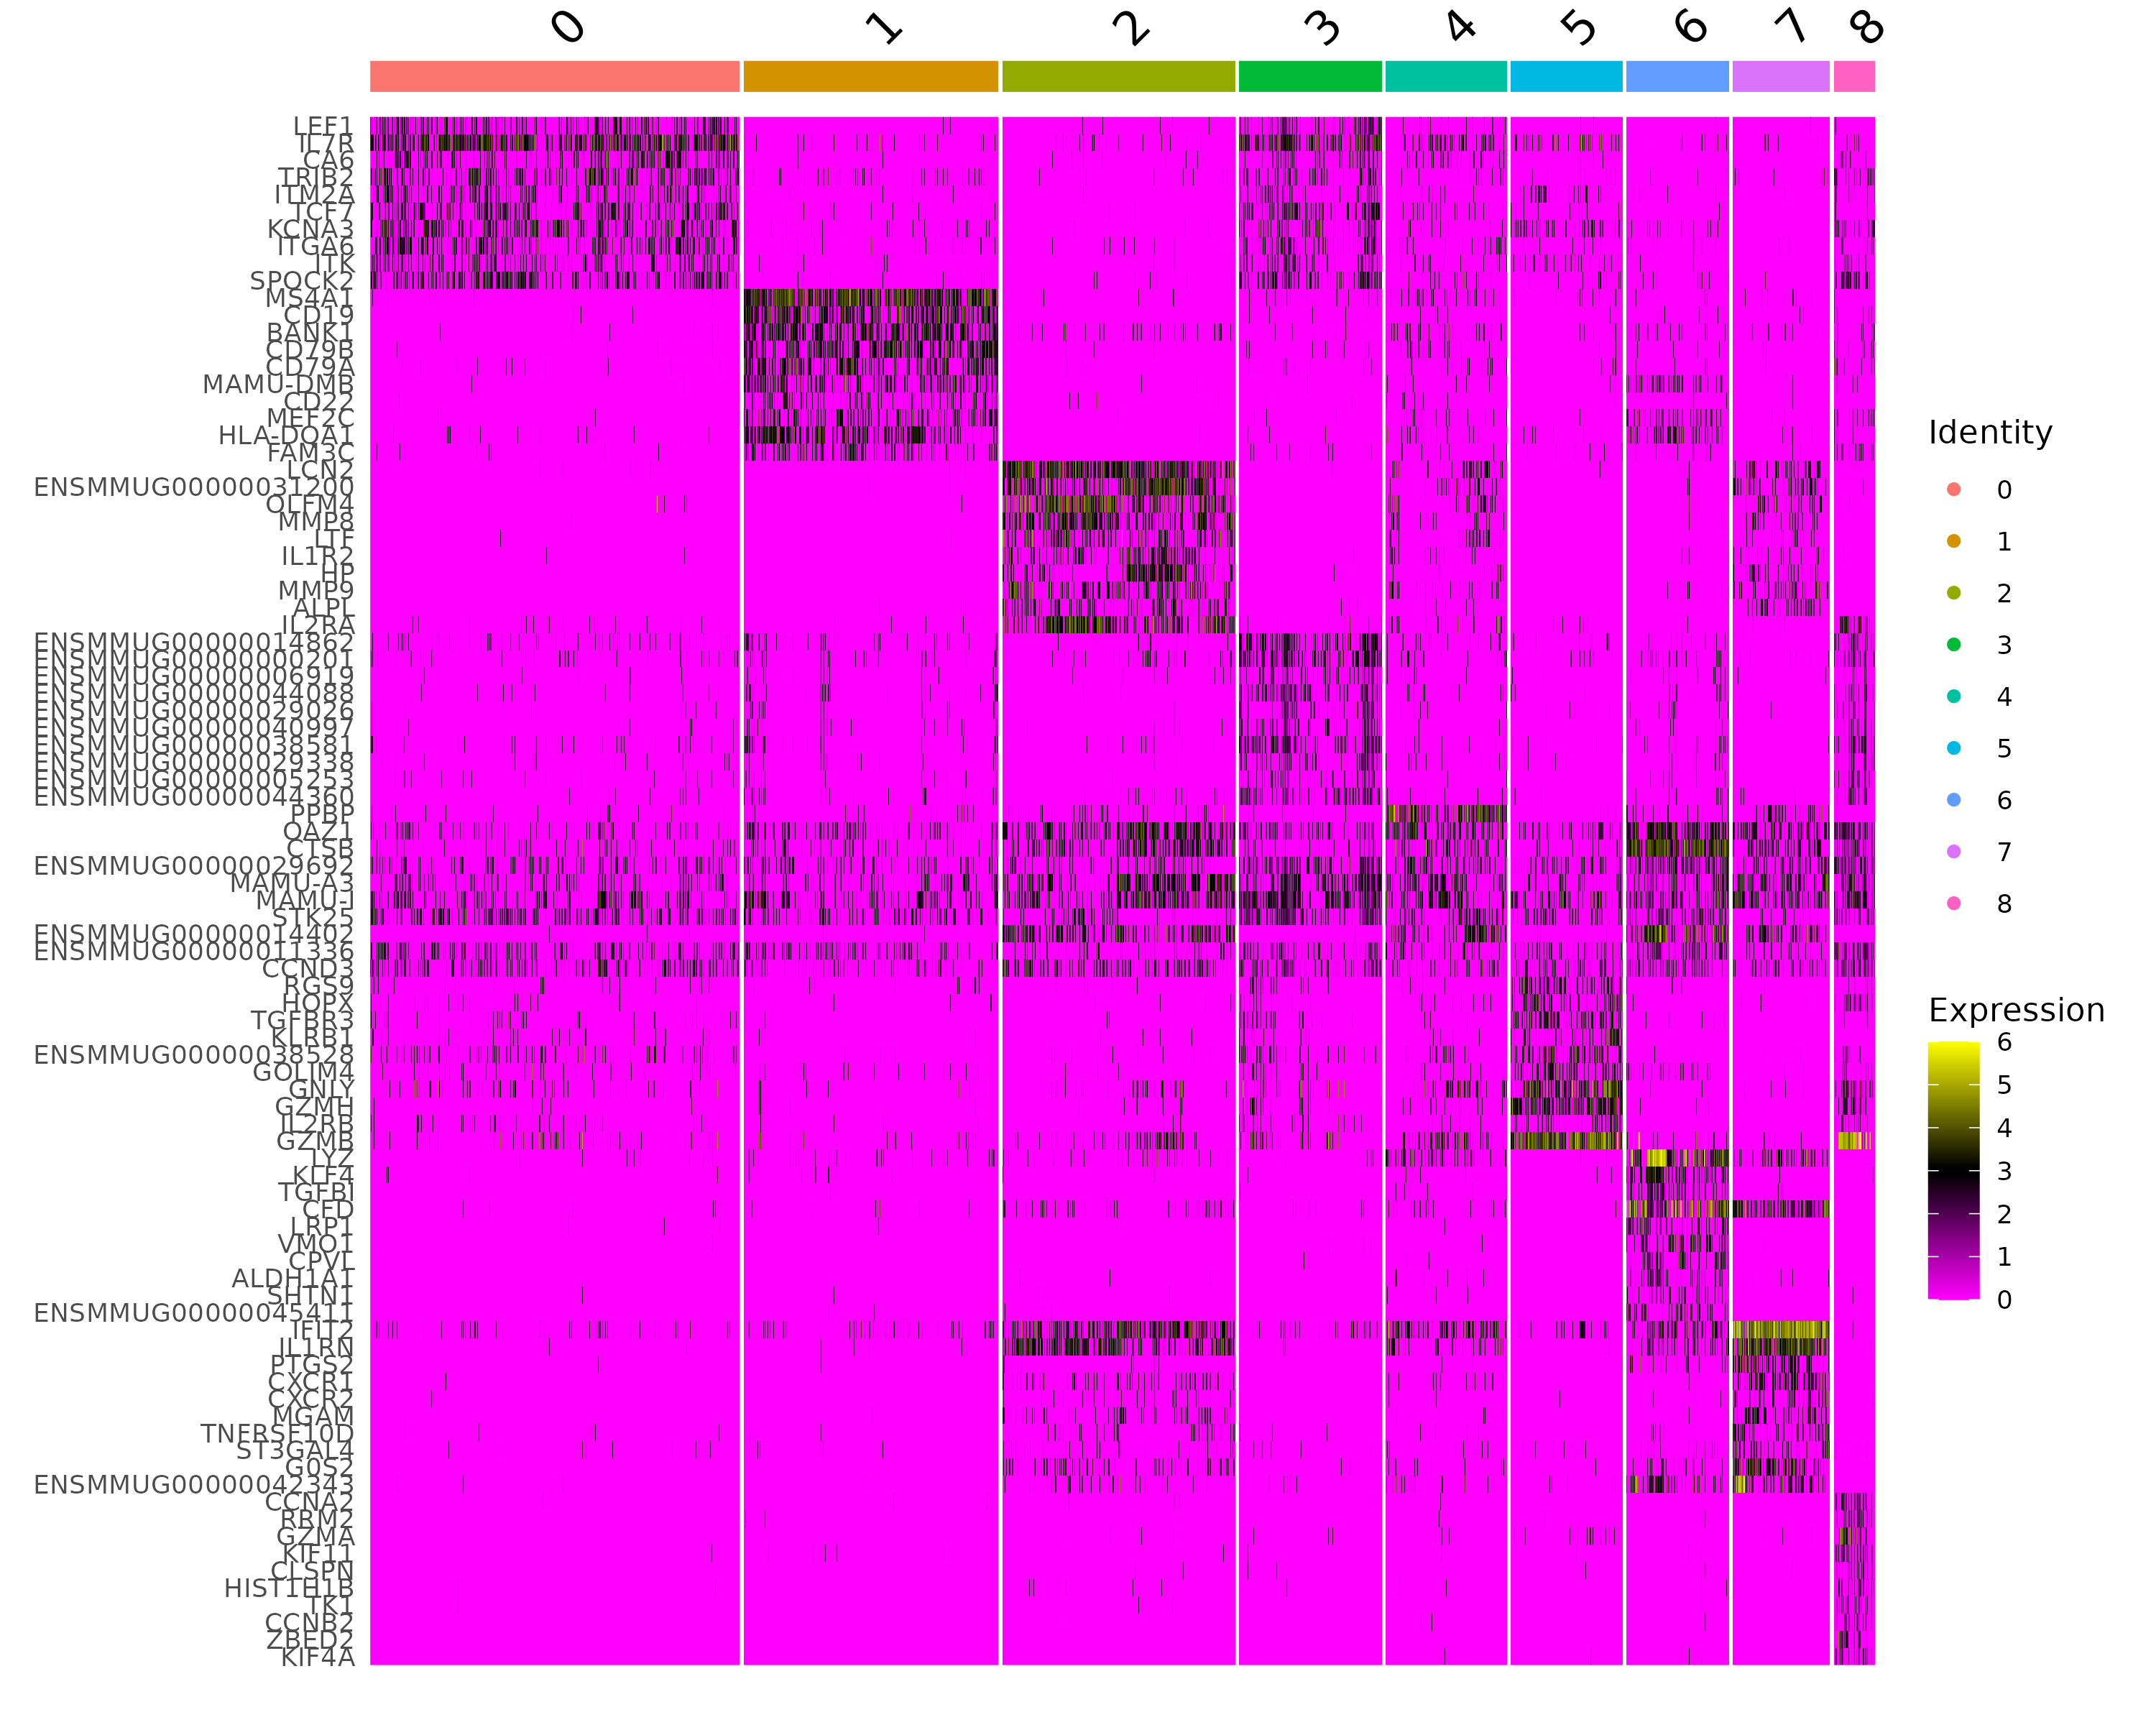 0 1 2 3 4 5 6 7 8
LEF1
IL7R
CA6
TRIB2
ITM2A
TCF7
KCNA3
ITGA6
ITK
SPOCK2
MS4A1
CD19
BANK1
CD79B
CD79A
MAMU-DMB
CD22
MEF2C
HLA-DOA1
FAM3C
LCN2
ENSMMUG00000031200
OLFM4
MMP8
LTF
IL1R2
HP
MMP9
ALPL
IL2RA
ENSMMUG00000014862
ENSMMUG00000000201
ENSMMUG00000006919
ENSMMUG00000044088
ENSMMUG00000029026
ENSMMUG00000040997
ENSMMUG00000038581
ENSMMUG00000029338
ENSMMUG00000005253
ENSMMUG00000044360
PPBP
OAZ1
CTSB
ENSMMUG00000029692
MAMU-A3
MAMU-I
STK25
ENSMMUG00000014402
ENSMMUG00000011336
CCND3
RGS9
HOPX
TGFBR3
KLRB1
ENSMMUG00000038528
GOLIM4
GNLY
GZMH
IL2RB
GZMB
LYZ
KLF4
TGFBI
CFD
LRP1
VMO1
CPVL
ALDH1A1
SHTN1
ENSMMUG00000045411
IFIT2
IL1RN
PTGS2
CXCR1
CXCR2
MGAM
TNFRSF10D
ST3GAL4
G0S2
ENSMMUG00000042343
CCNA2
RRM2
GZMA
KIF11
CLSPN
HIST1H1B
TK1
CCNB2
ZBED2
KIF4A
Identity
0
1
2
3
4
5
6
7
8
Expression
6
5
4
3
2
1
0